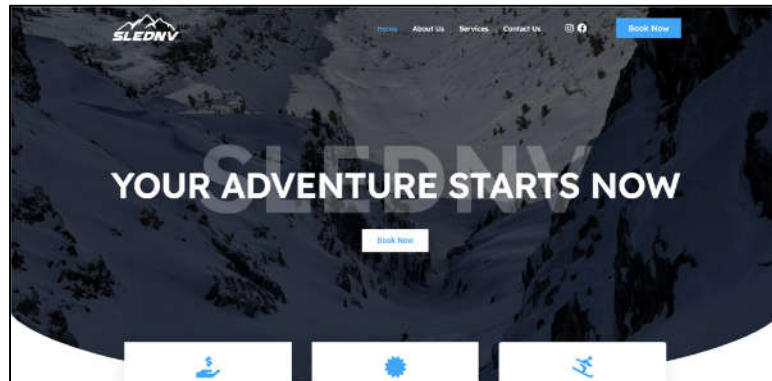 SLEDNV
Home About Us Services Contact Us Book Now
SLEDNV
YOUR ADVENTURE STARTS NOW
Book Now
$